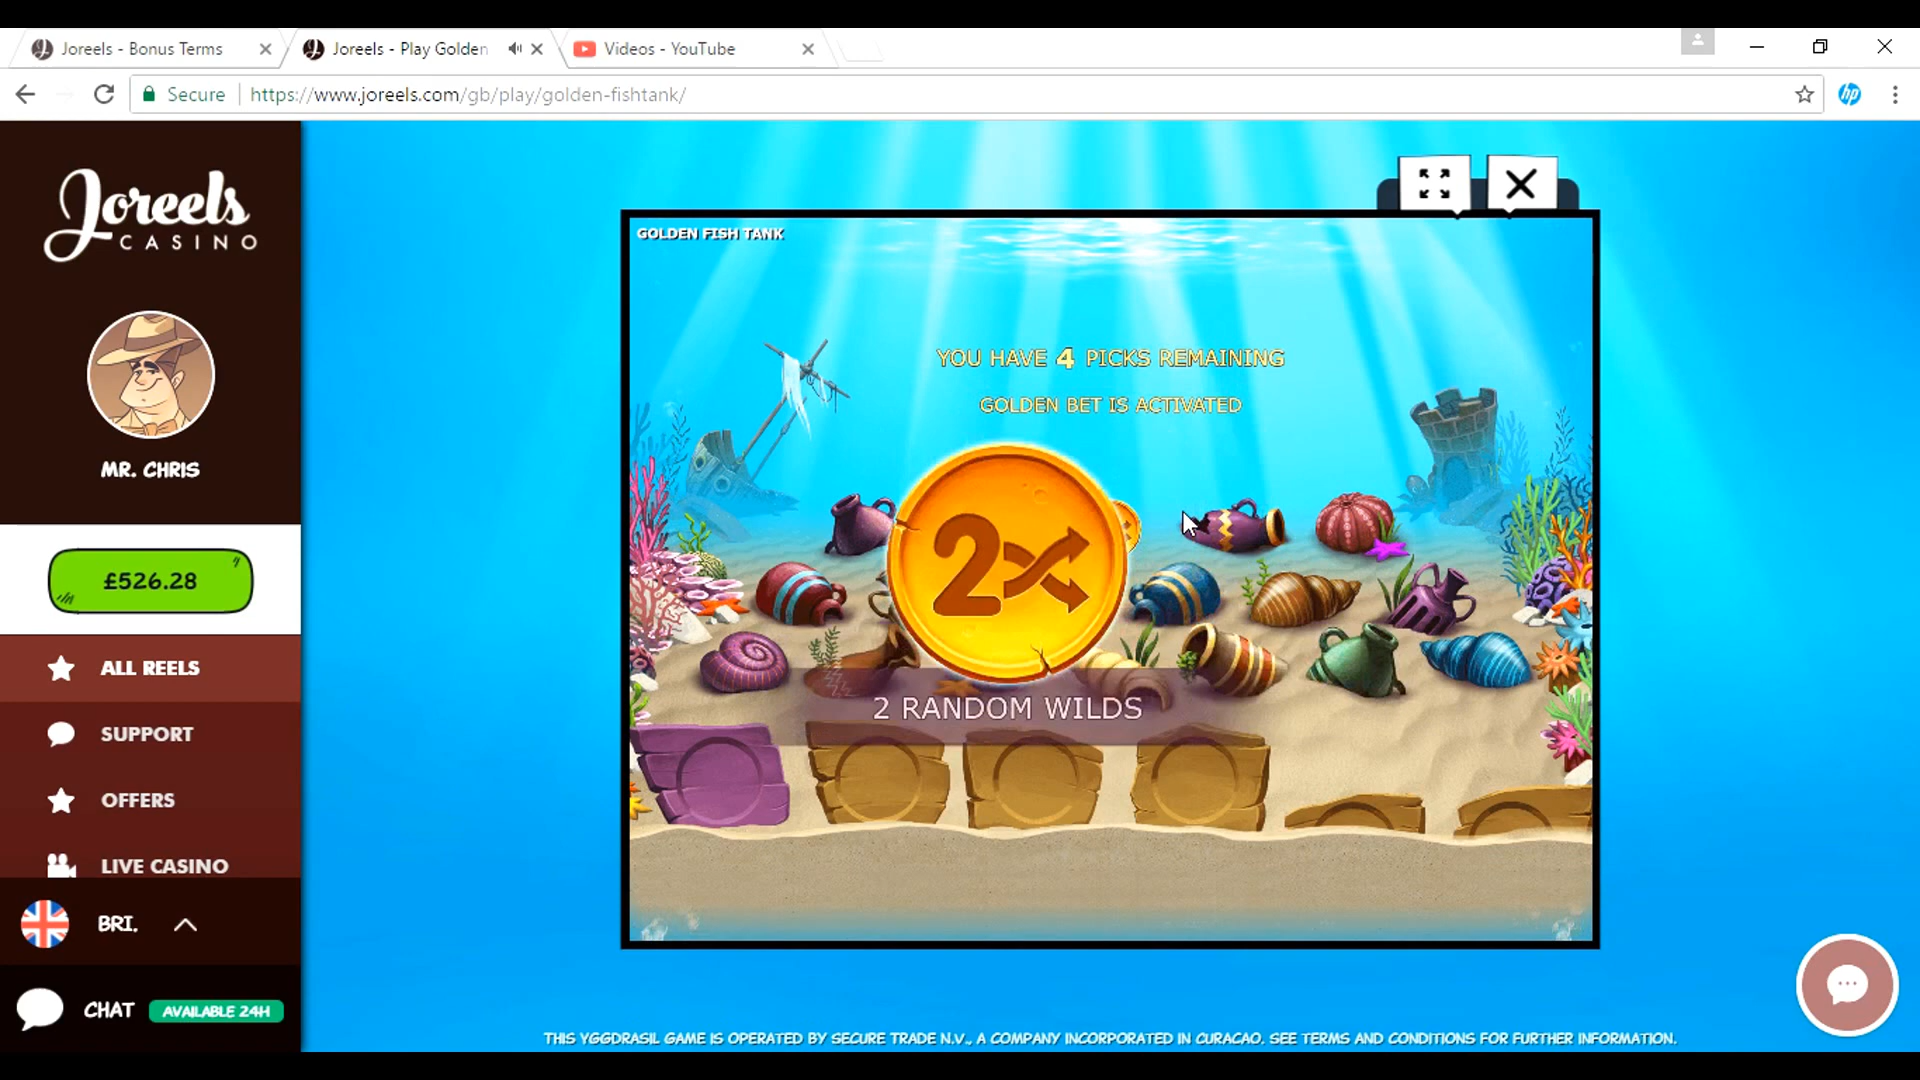 Joreels - Bonus Terms
Joreels - Play Golden
Videos - YouTube
Secure
https://www.joreels.com/gb/play/golden-fishtank/
hp
Joreels
CASINO
MR. CHRIS
£526.28
ALL REELS
SUPPORT
OFFERS
LIVE CASINO
BRI.
CHAT
AVAILABLE 24H
GOLDEN FISH TANK
YOU HAVE 4 PICKS REMAINING
GOLDEN BET IS ACTIVATED
2
2 RANDOM WILDS
THIS YGGDRASIL GAME IS OPERATED BY SECURE TRADE N.V., A COMPANY INCORPORATED IN CURACAO. SEE TERMS AND CONDITIONS FOR FURTHER INFORMATION.